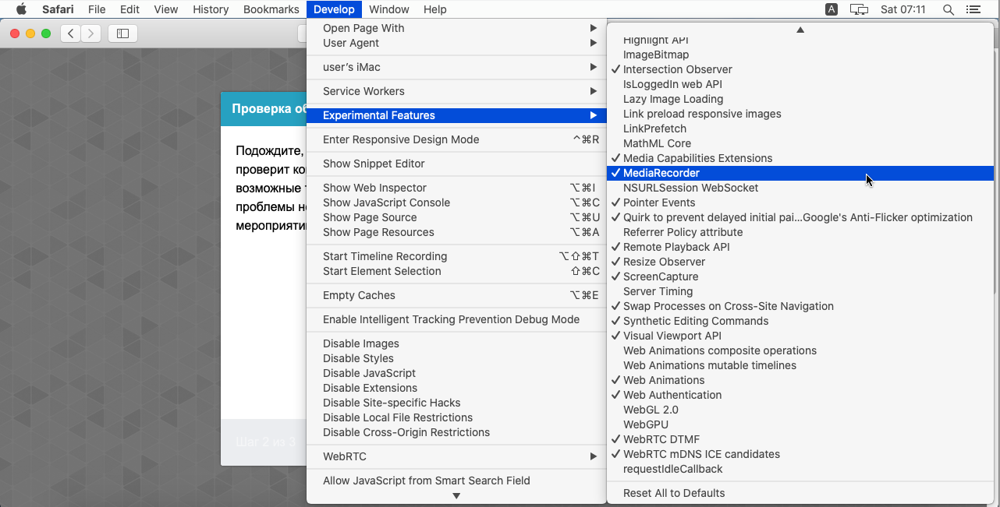 Safari File Edit View History Bookmarks Develop Window Help A Sat 07:11
Проверка об
Подождите,
проверит ко
возможные
проблемы н
мероприяти
Шаг 2 из 3
Open Page With
User Agent
user's iMac
Service Workers
Experimental Features
Enter Responsive Design Mode ^⌘R
Show Snippet Editor
Show Web Inspector ⌥⌘I
Show JavaScript Console ⌥⌘C
Show Page Source ⌥⌘U
Show Page Resources ⌥⌘A
Start Timeline Recording ⌥⇧⌘T
Start Element Selection ⇧⌘C
Empty Caches ⌥⌘E
Enable Intelligent Tracking Prevention Debug Mode
Disable Images
Disable Styles
Disable JavaScript
Disable Extensions
Disable Site-specific Hacks
Disable Local File Restrictions
Disable Cross-Origin Restrictions
WebRTC
Allow JavaScript from Smart Search Field
Highlight API
ImageBitmap
✓ Intersection Observer
IsLoggedIn web API
Lazy Image Loading
Link preload responsive images
LinkPrefetch
MathML Core
✓ Media Capabilities Extensions
✓ MediaRecorder
NSURLSession WebSocket
✓ Pointer Events
✓ Quirk to prevent delayed initial pai...Google's Anti-Flicker optimization
Referrer Policy attribute
✓ Remote Playback API
✓ Resize Observer
✓ ScreenCapture
Server Timing
✓ Swap Processes on Cross-Site Navigation
✓ Synthetic Editing Commands
✓ Visual Viewport API
Web Animations composite operations
Web Animations mutable timelines
✓ Web Animations
✓ Web Authentication
WebGL 2.0
WebGPU
✓ WebRTC DTMF
✓ WebRTC mDNS ICE candidates
requestIdleCallback
Reset All to Defaults